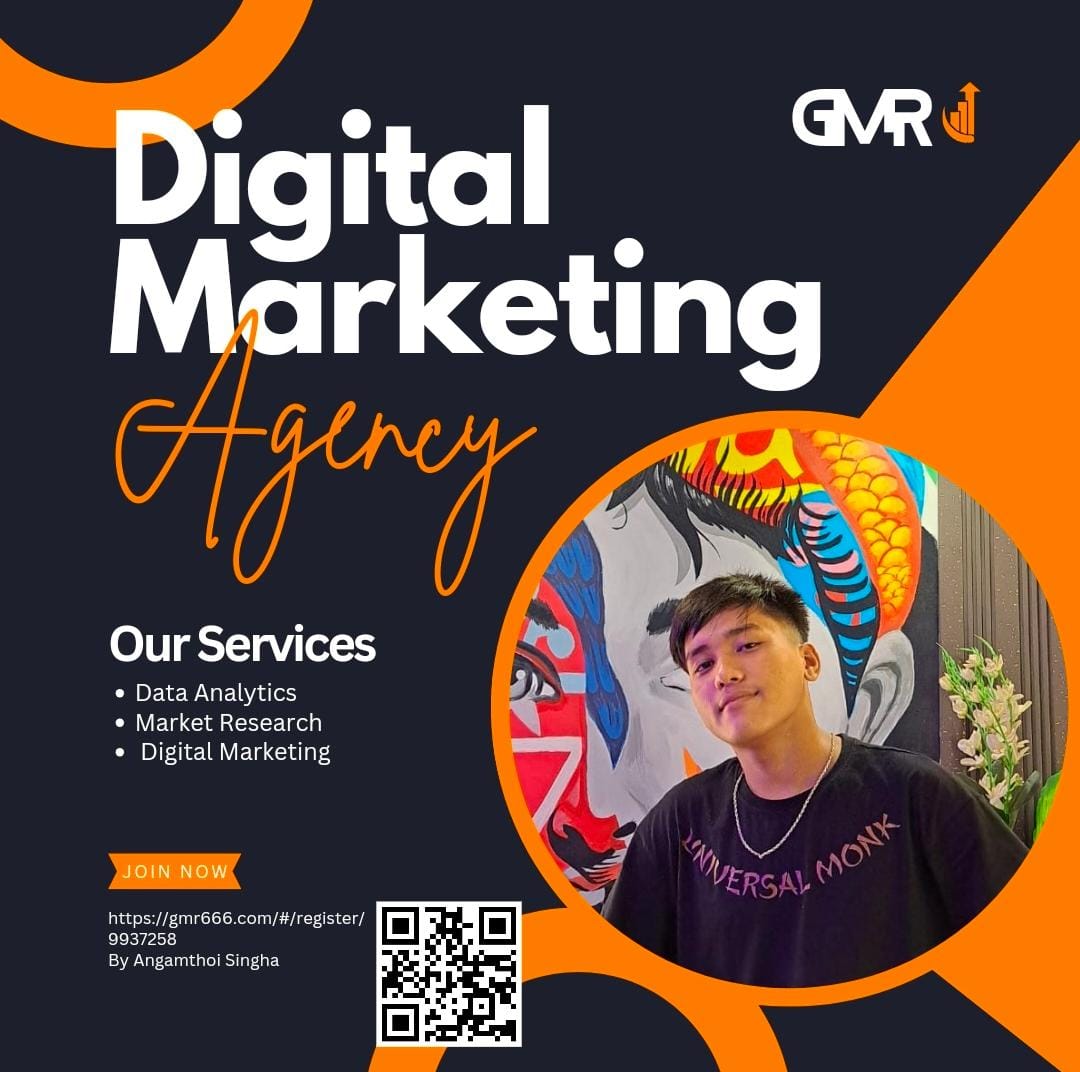 GMR
Digital
Marketing
Agency
Our Services
• Data Analytics
• Market Research
• Digital Marketing
UNIVERSAL MONK
JOIN NOW
https://gmr666.com/#/register/
9937258
By Angamthoi Singha